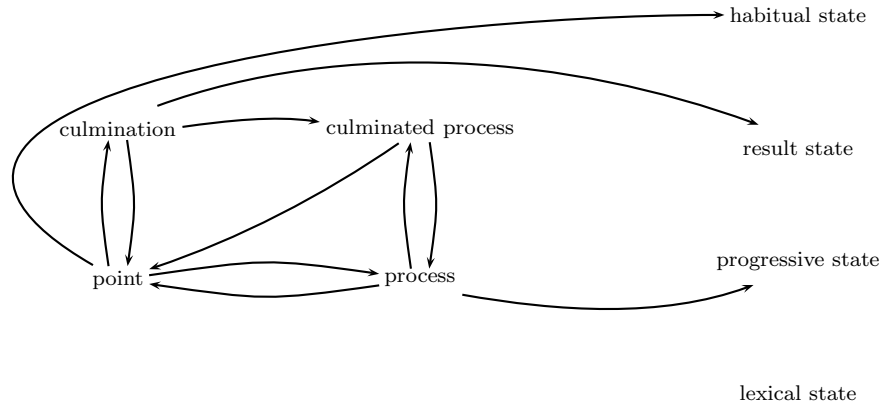 habitual state
culmination
culminated process
result state
progressive state
point
process
lexical state